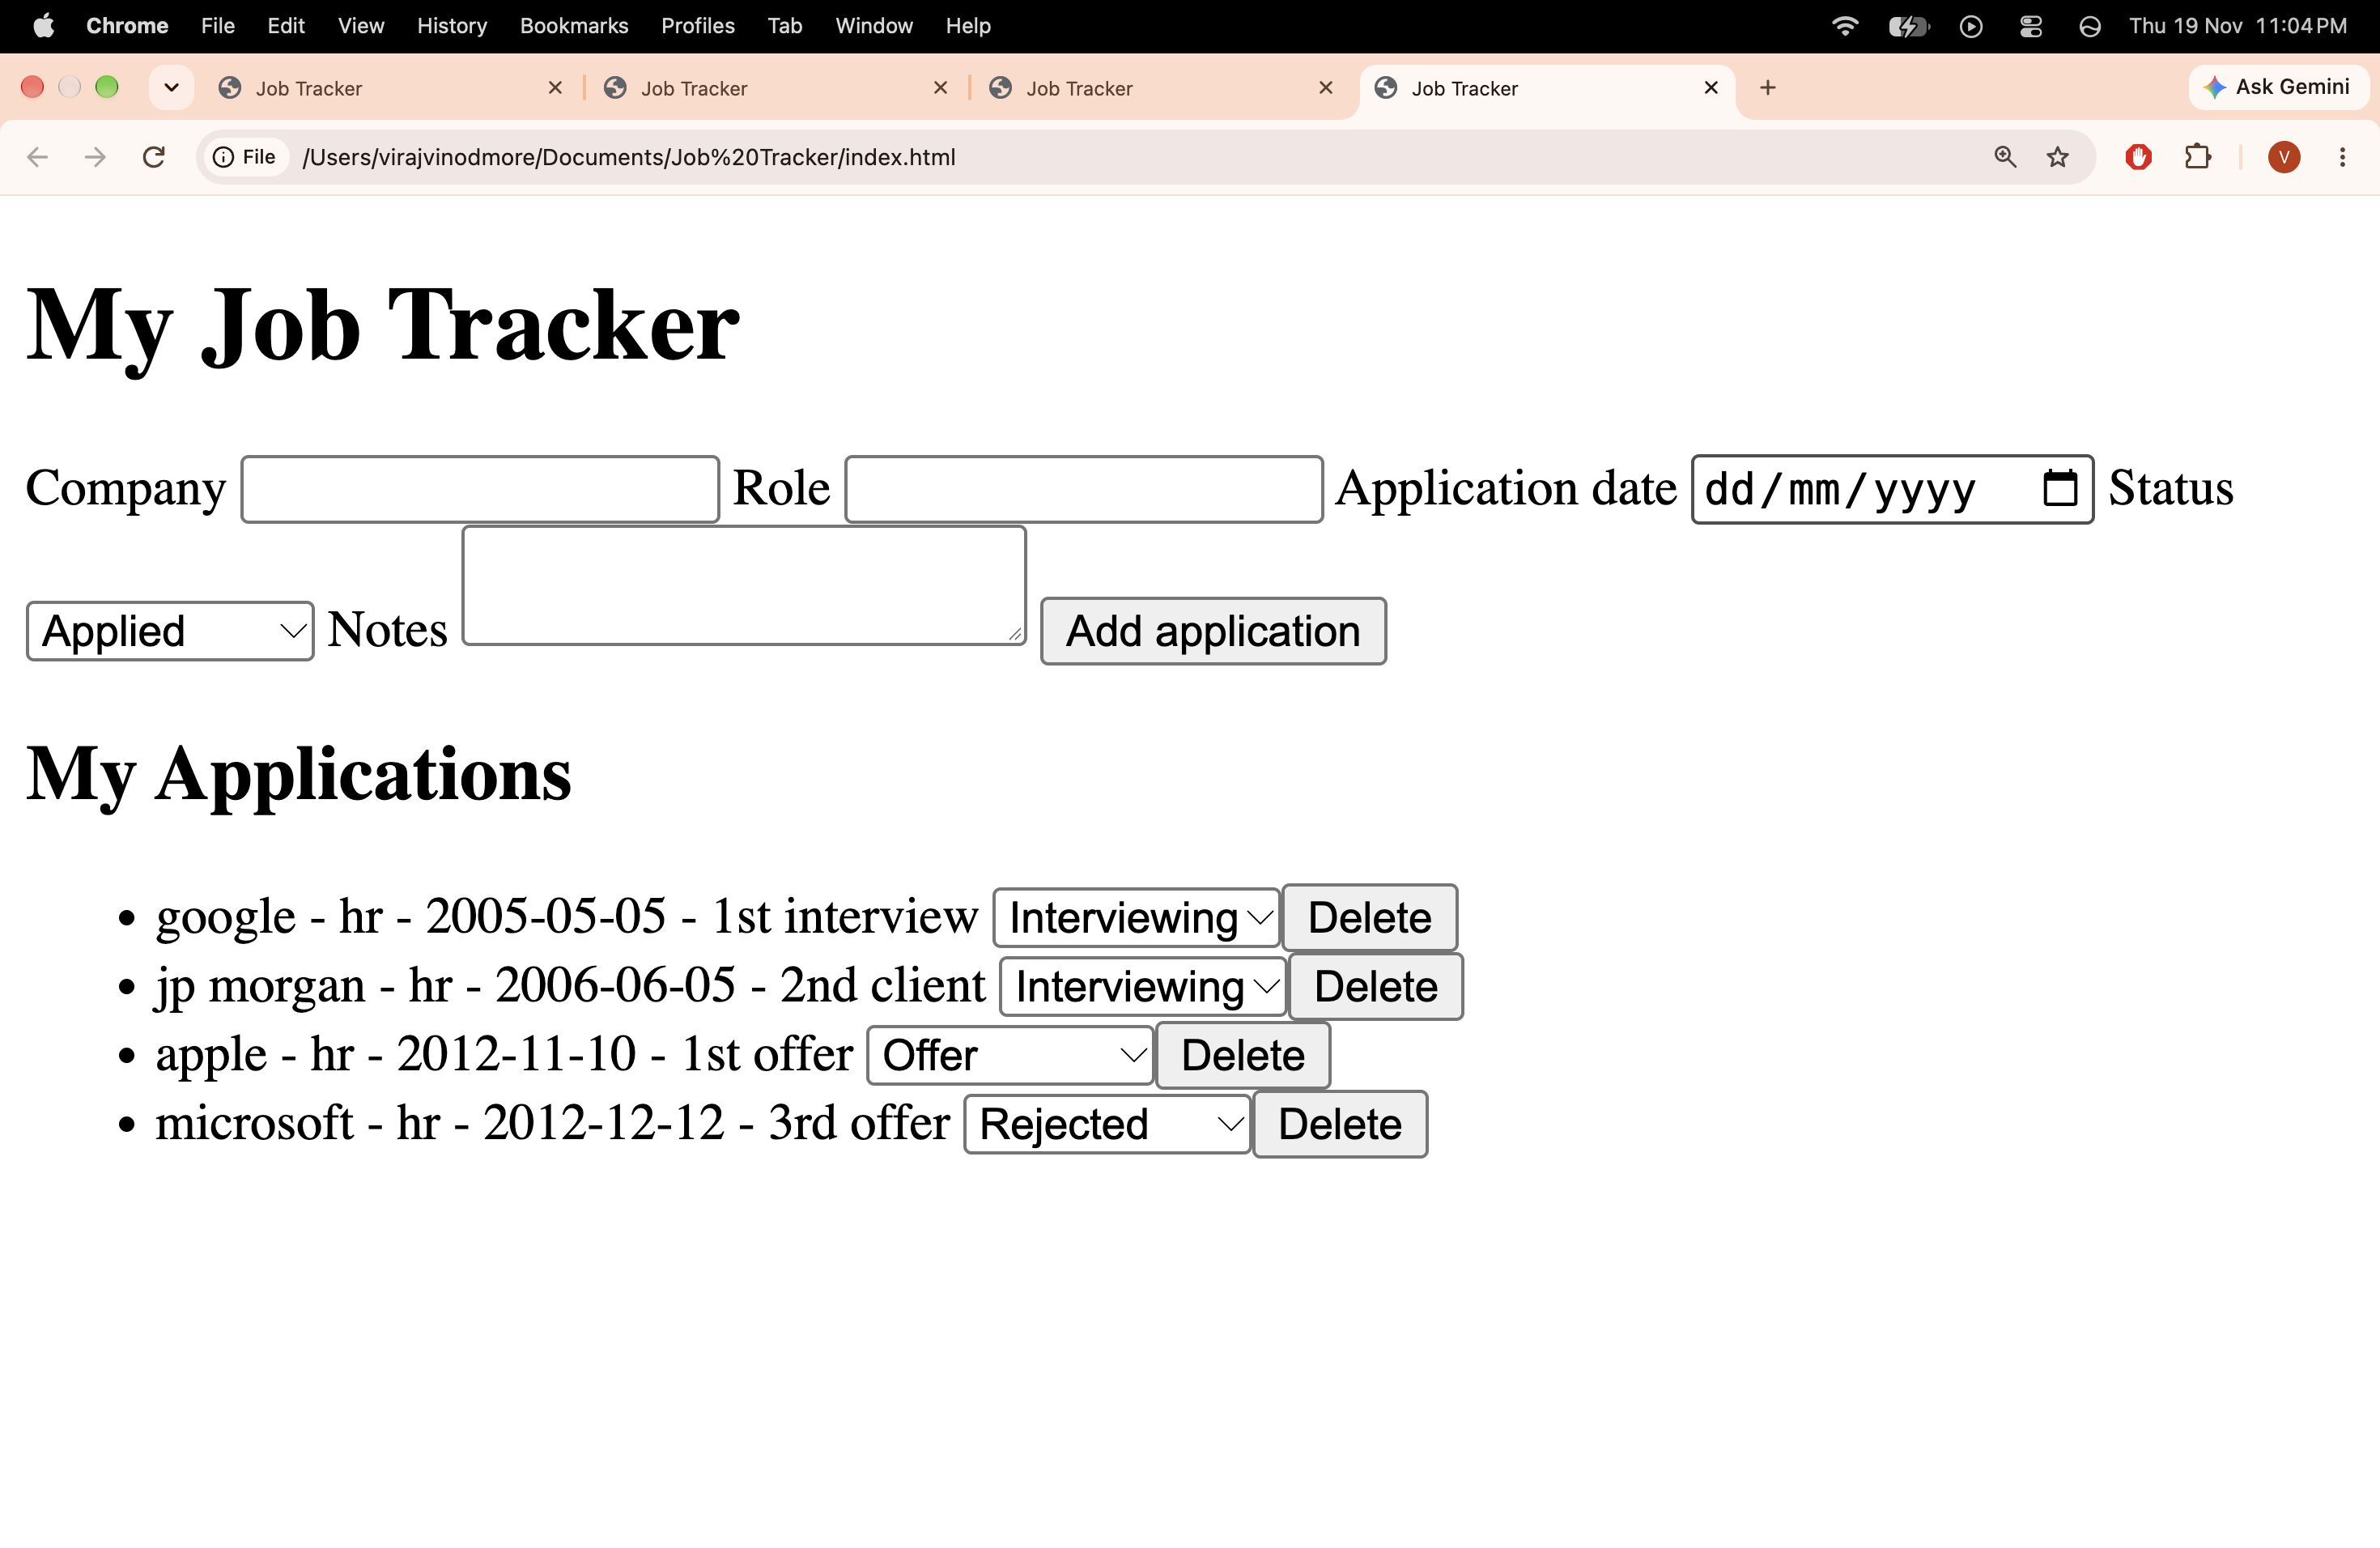 Chrome File Edit View History Bookmarks Profiles Tab Window Help Thu 19 Nov 11:04 PM
Job Tracker Job Tracker Job Tracker Job Tracker Ask Gemini
File /Users/virajvinodmore/Documents/Job%20Tracker/index.html V
My Job Tracker
Company Role Application date dd/mm/yyyy Status
Applied Notes Add application
My Applications
• google - hr - 2005-05-05 - 1st interview Interviewing Delete
• jp morgan - hr - 2006-06-05 - 2nd client Interviewing Delete
• apple - hr - 2012-11-10 - 1st offer Offer Delete
• microsoft - hr - 2012-12-12 - 3rd offer Rejected Delete